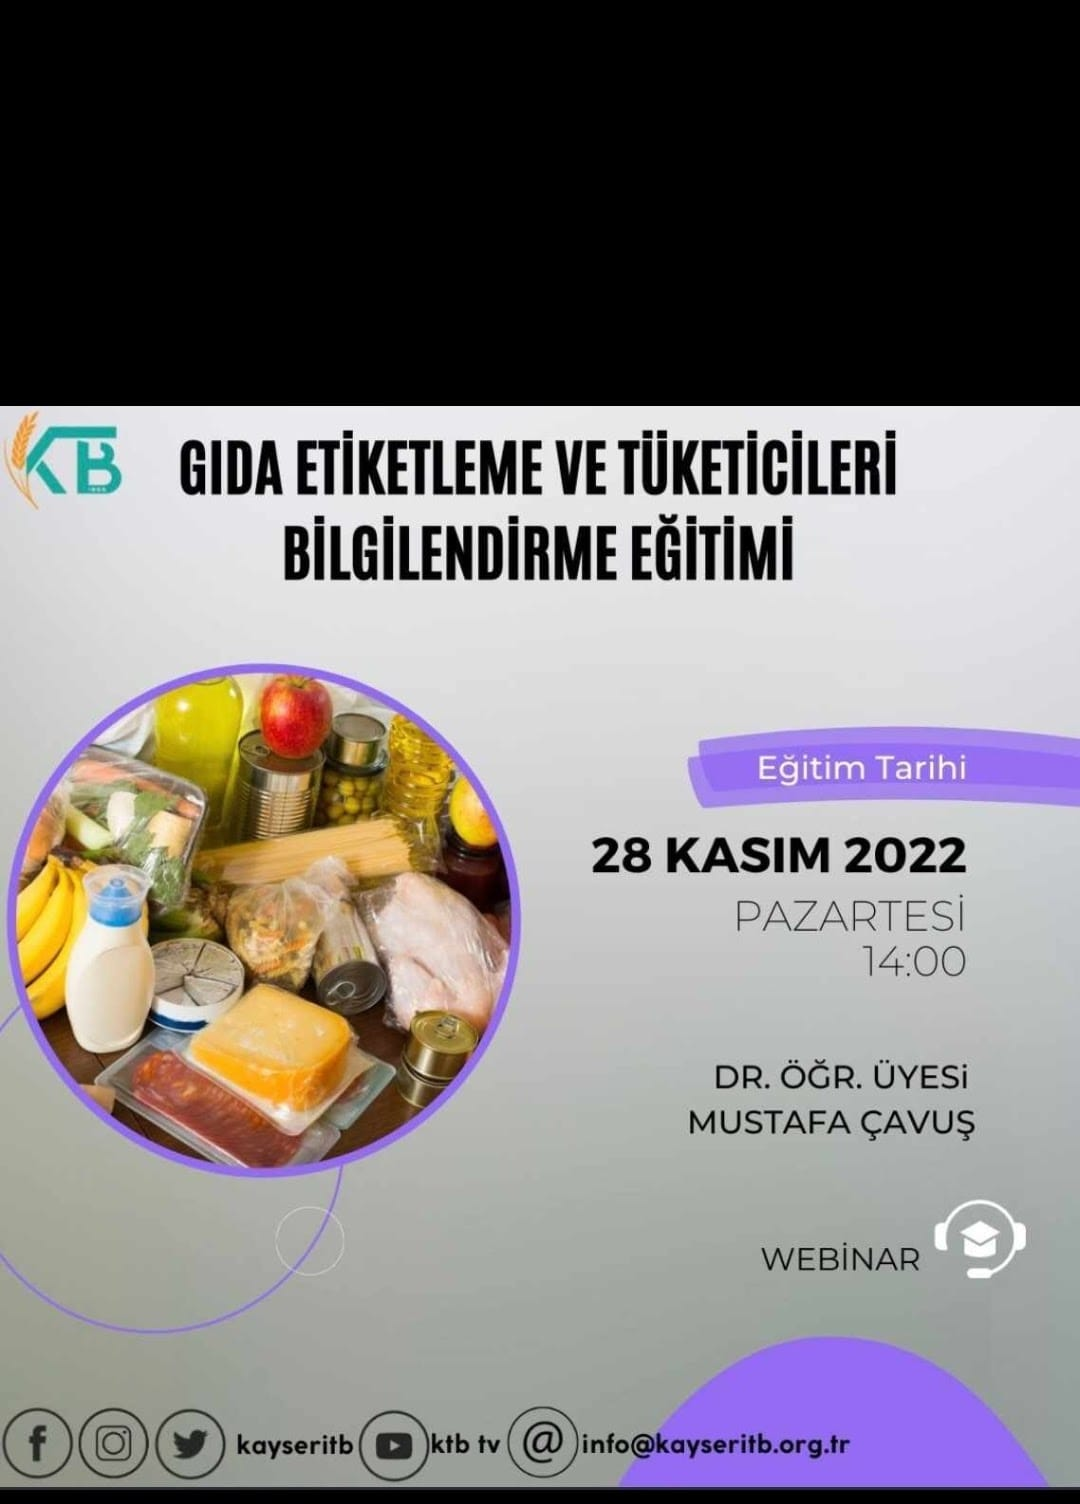 KTB
GIDA ETİKETLEME VE TÜKETİCİLERİ
BİLGİLENDİRME EĞİTİMİ
Eğitim Tarihi
28 KASIM 2022
PAZARTESİ
14:00
DR. ÖĞR. ÜYESi
MUSTAFA ÇAVUŞ
WEBİNAR
kayseritb ktb tv @ info@kayseritb.org.tr